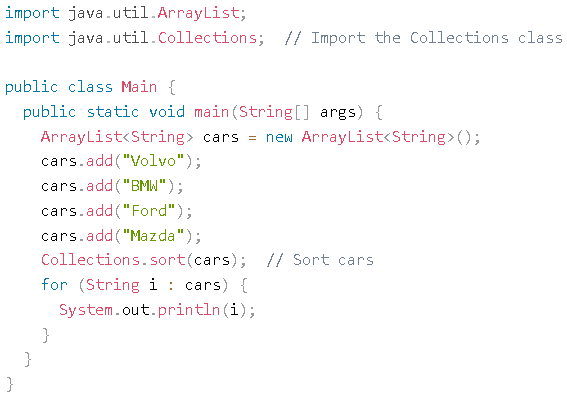 import java.util.ArrayList;
import java.util.Collections;  // Import the Collections class

public class Main {
  public static void main(String[] args) {
    ArrayList<String> cars = new ArrayList<String>();
    cars.add("Volvo");
    cars.add("BMW");
    cars.add("Ford");
    cars.add("Mazda");
    Collections.sort(cars);  // Sort cars
    for (String i : cars) {
      System.out.println(i);
    }
  }
}